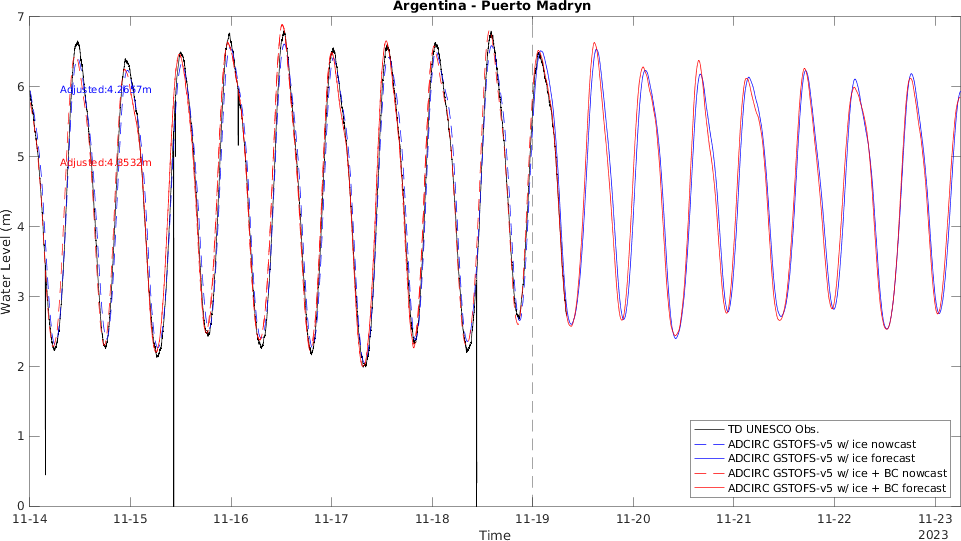 Argentina - Puerto Madryn
7
6
5
4
3
2
1
0
Water Level (m)
Adjusted:4.2657m
Adjusted:4.8532m
TD UNESCO Obs.
ADCIRC GSTOFS-v5 w/ ice nowcast
ADCIRC GSTOFS-v5 w/ ice forecast
ADCIRC GSTOFS-v5 w/ ice + BC nowcast
ADCIRC GSTOFS-v5 w/ ice + BC forecast
11-14 11-15 11-16 11-17 11-18 11-19 11-20 11-21 11-22 11-23
Time
2023